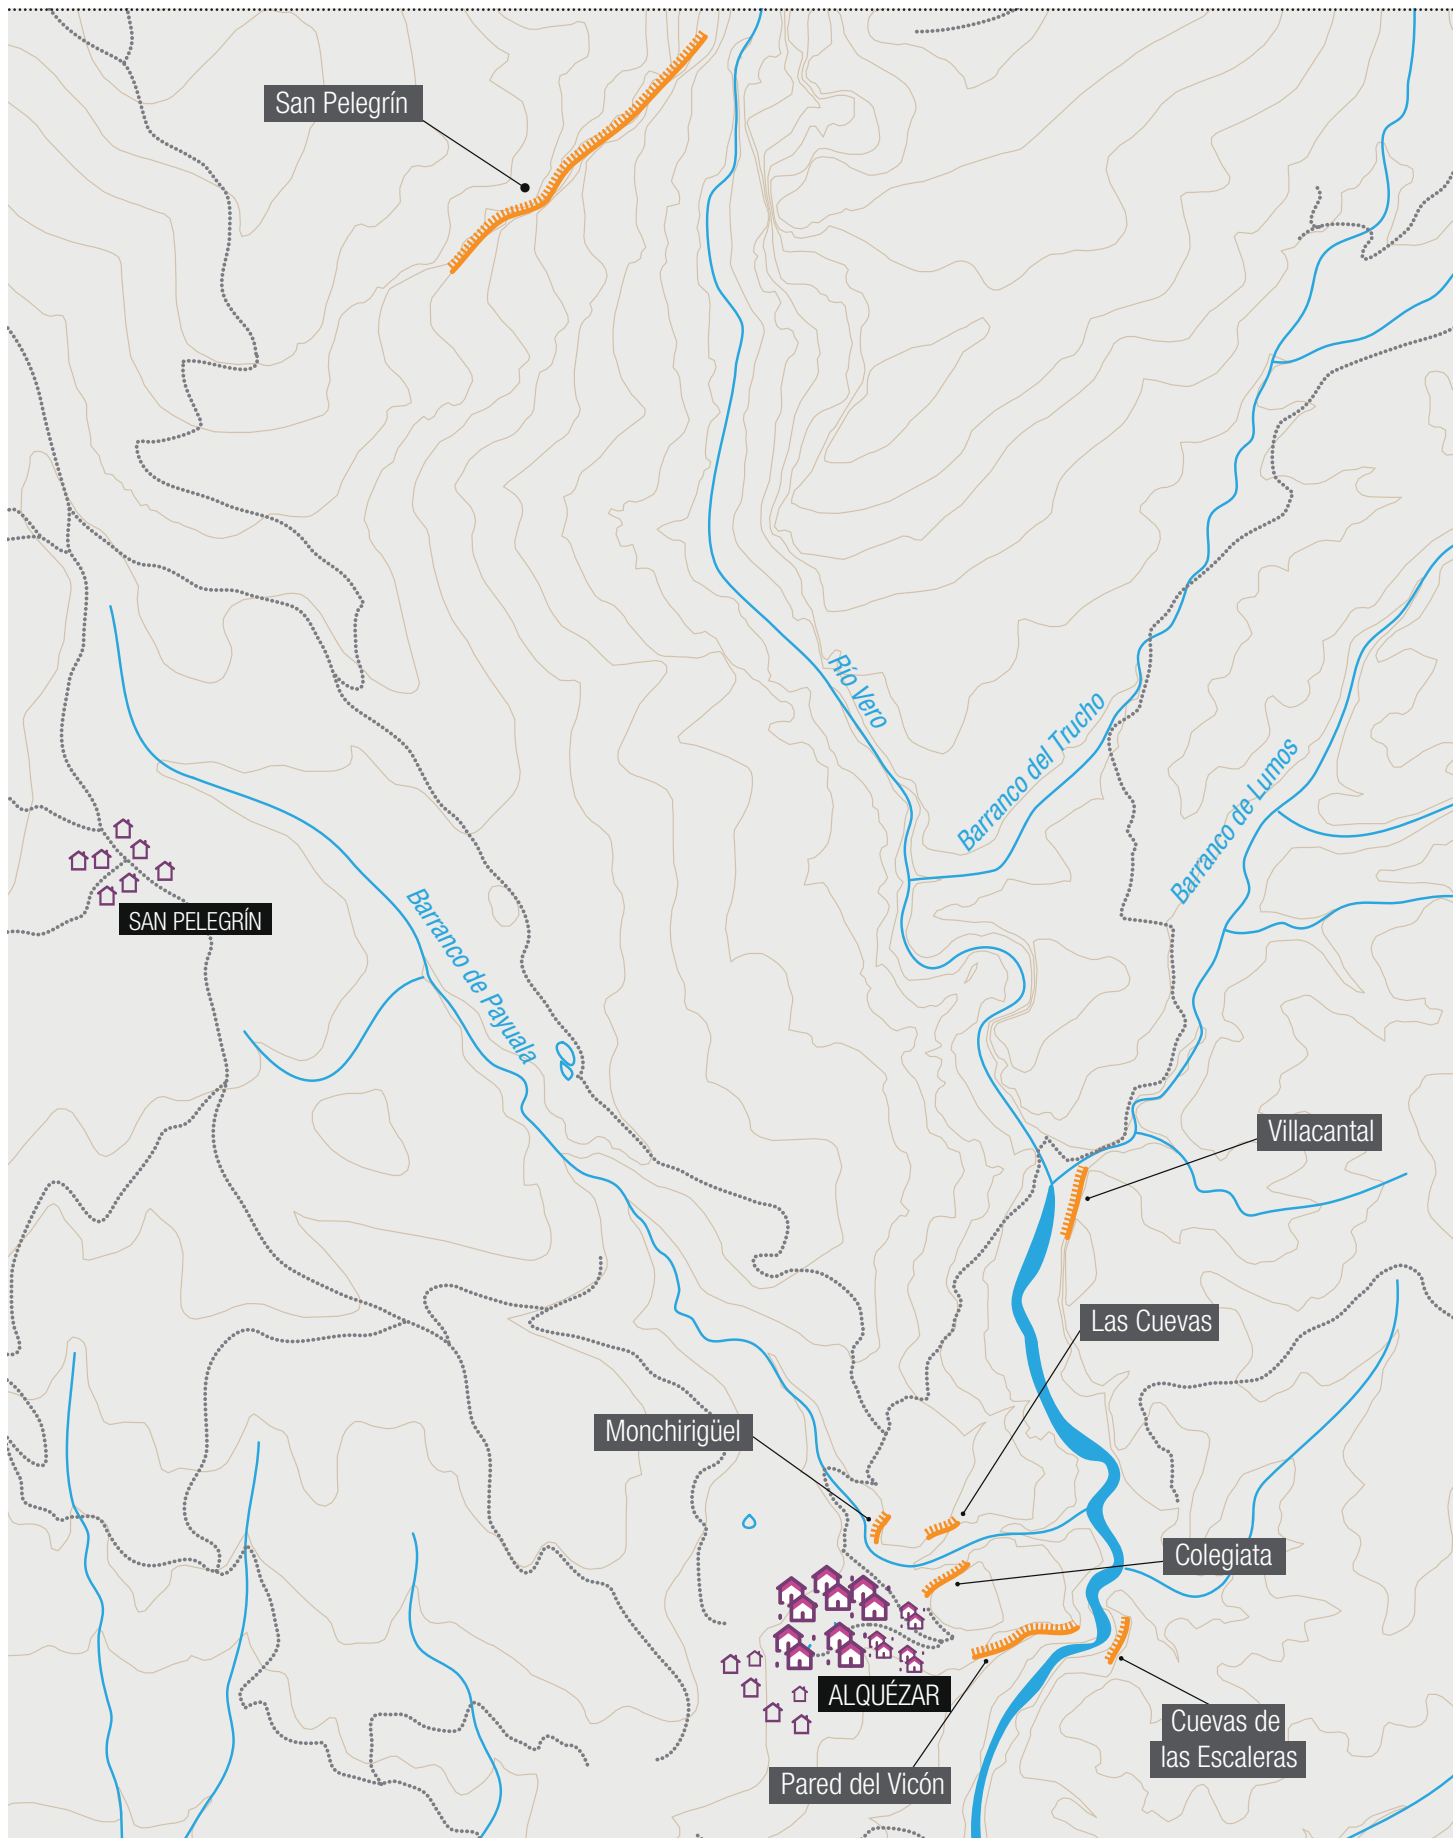 San Pelegrín
Río Vero
Barranco del Trucho
Barranco de Lumos
SAN PELEGRÍN
Barranco de Payuala
Villacantal
Las Cuevas
Monchirigüel
Colegiata
ALQUÉZAR
Cuevas de
las Escaleras
Pared del Vicón